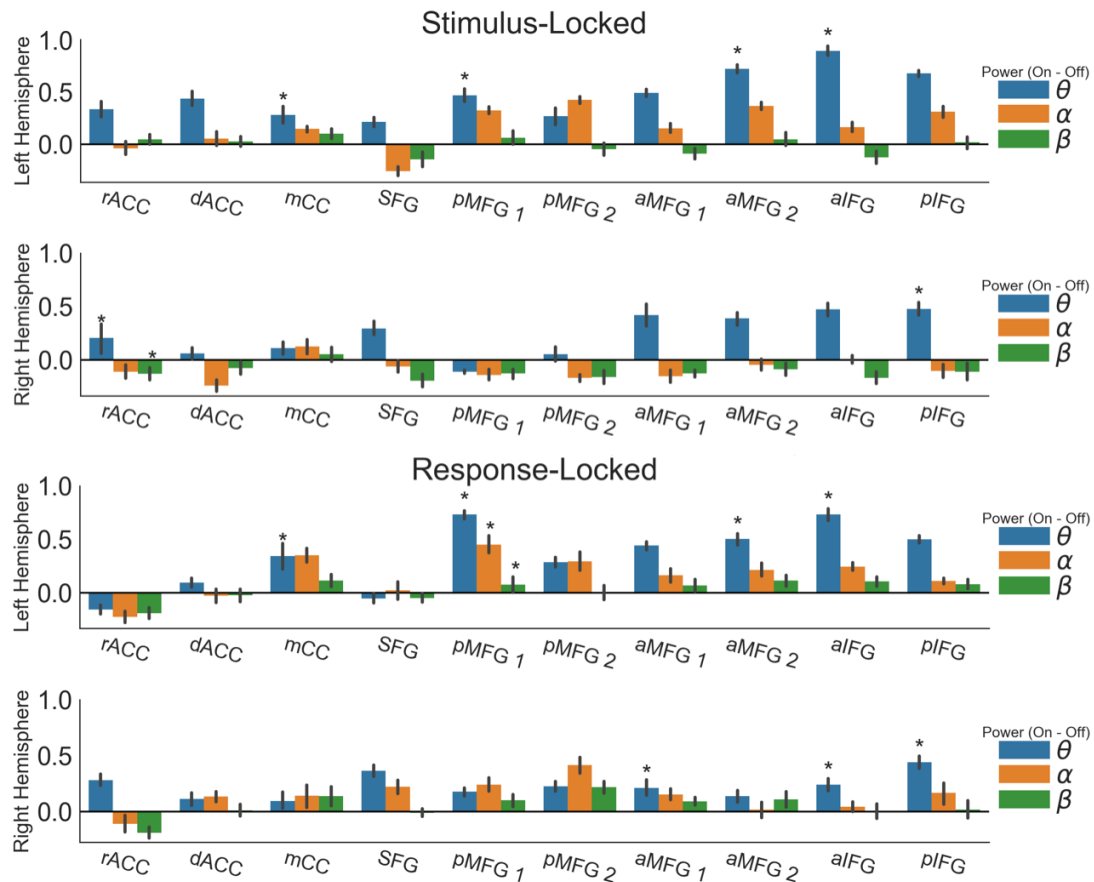 Stimulus-Locked
Left Hemisphere
1.0
0.5
0.0
* * * *
Power (On - Off)
θ
α
β
rACC dACC mCC SFG pMFG 1 pMFG 2 aMFG 1 aMFG 2 aIFG pIFG
Right Hemisphere
1.0
0.5
0.0
* * *
Power (On - Off)
θ
α
β
rACC dACC mCC SFG pMFG 1 pMFG 2 aMFG 1 aMFG 2 aIFG pIFG
Response-Locked
Left Hemisphere
1.0
0.5
0.0
* * * * * *
Power (On - Off)
θ
α
β
rACC dACC mCC SFG pMFG 1 pMFG 2 aMFG 1 aMFG 2 aIFG pIFG
Right Hemisphere
1.0
0.5
0.0
* * *
Power (On - Off)
θ
α
β
rACC dACC mCC SFG pMFG 1 pMFG 2 aMFG 1 aMFG 2 aIFG pIFG